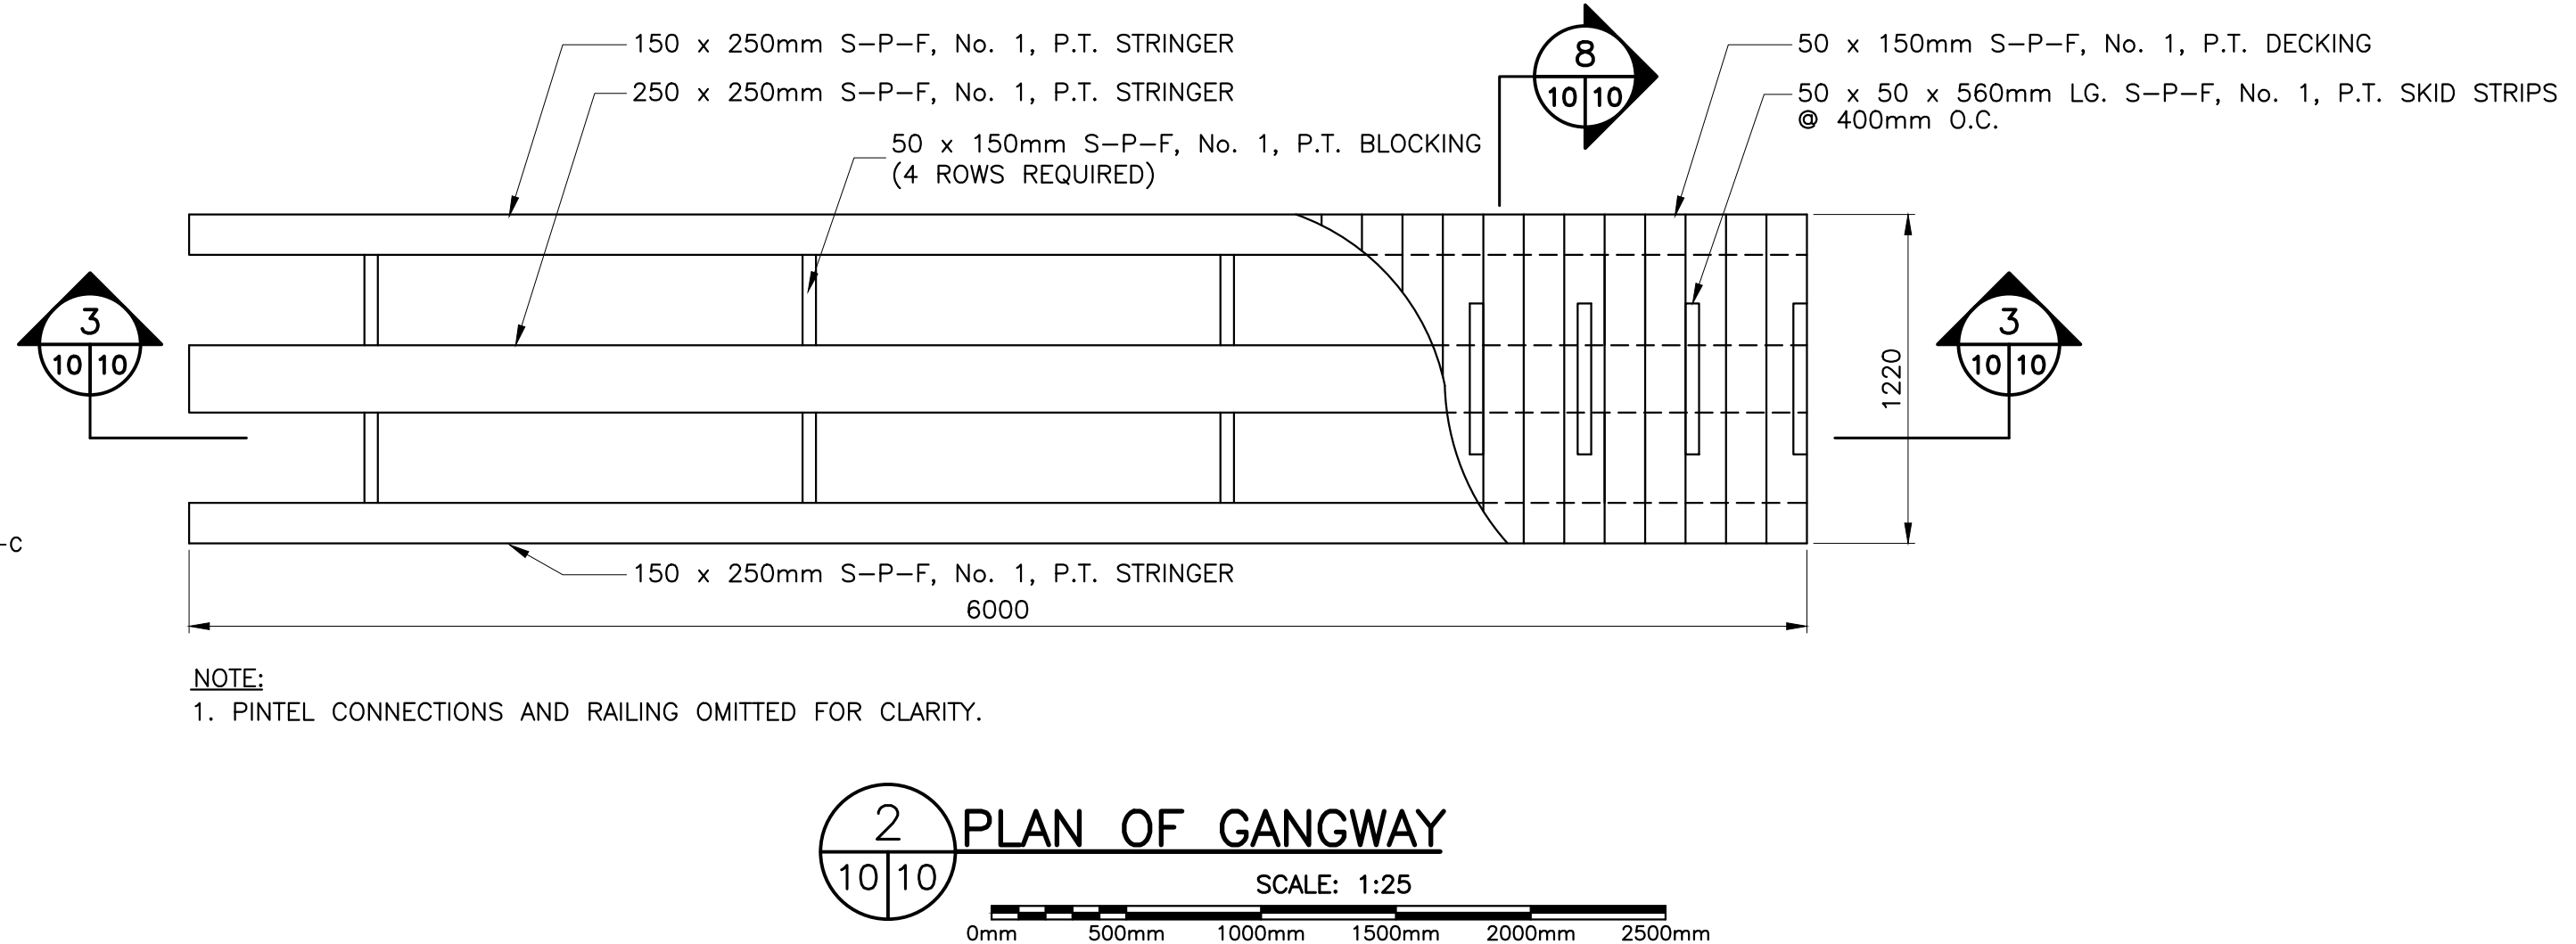 150 x 250mm S-P-F, No. 1, P.T. STRINGER
250 x 250mm S-P-F, No. 1, P.T. STRINGER
50 x 150mm S-P-F, No. 1, P.T. BLOCKING
(4 ROWS REQUIRED)
8
10 10
50 x 150mm S-P-F, No. 1, P.T. DECKING
50 x 50 x 560mm LG. S-P-F, No. 1, P.T. SKID STRIPS
@ 400mm O.C.
3
10 10
3
10 10
1220
-C
150 x 250mm S-P-F, No. 1, P.T. STRINGER
6000
NOTE:
1. PINTEL CONNECTIONS AND RAILING OMITTED FOR CLARITY.
2
10 10
PLAN OF GANGWAY
SCALE: 1:25
0mm 500mm 1000mm 1500mm 2000mm 2500mm